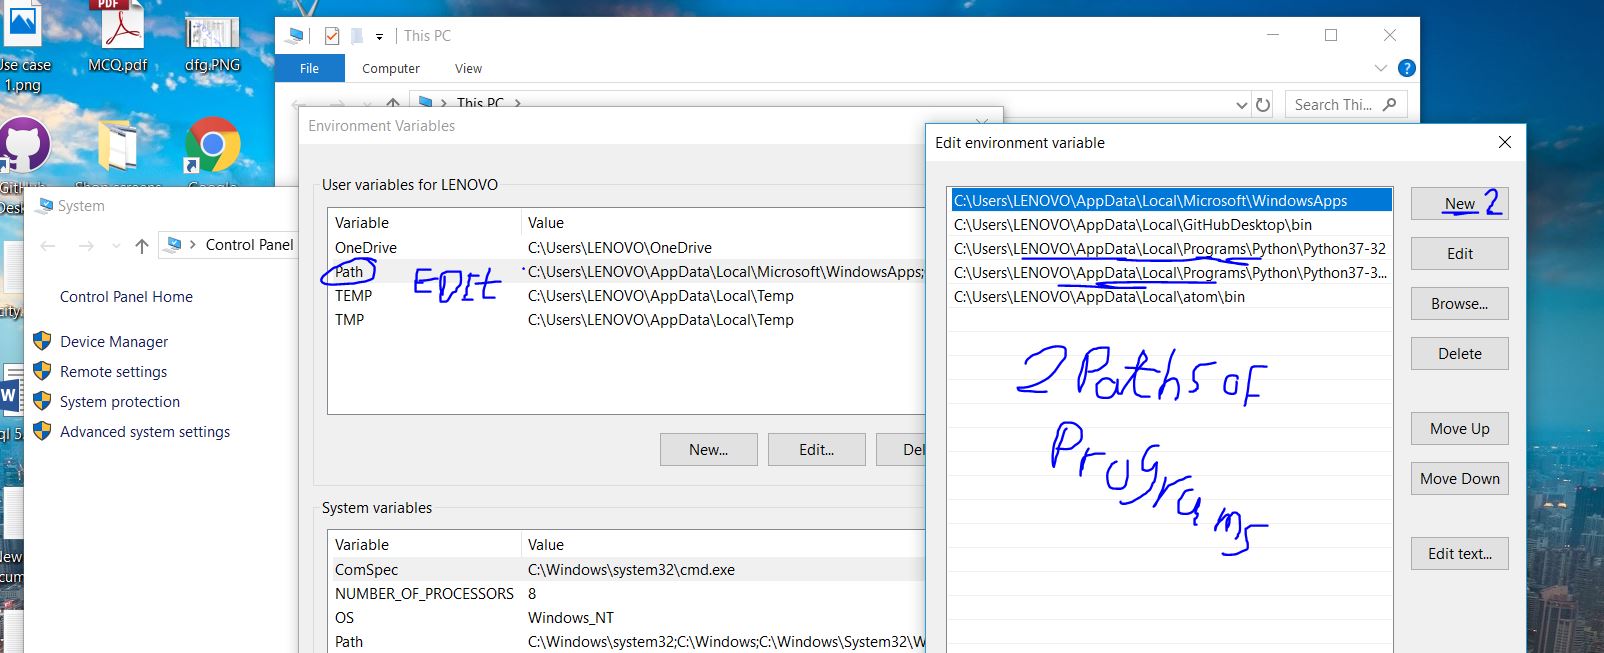 Use case
1.png
PDF
MCQ.pdf
dfg.PNG
This PC
File
Computer
View
?
This PC
Search Thi...
GitHub
Desk
Shop screens
Google
System
Control Panel
Control Panel Home
Device Manager
Remote settings
System protection
Advanced system settings
W
Environment Variables
User variables for LENOVO
Variable Value
OneDrive C:\Users\LENOVO\OneDrive
Path C:\Users\LENOVO\AppData\Local\Microsoft\WindowsApps;
EDIt
TEMP C:\Users\LENOVO\AppData\Local\Temp
TMP C:\Users\LENOVO\AppData\Local\Temp
New... Edit... Del
System variables
Variable Value
ComSpec C:\Windows\system32\cmd.exe
NUMBER_OF_PROCESSORS 8
OS Windows_NT
Path C:\Windows\system32;C:\Windows;C:\Windows\System32\W
Edit environment variable
C:\Users\LENOVO\AppData\Local\Microsoft\WindowsApps
C:\Users\LENOVO\AppData\Local\GitHubDesktop\bin
C:\Users\LENOVO\AppData\Local\Programs\Python\Python37-32
C:\Users\LENOVO\AppData\Local\Programs\Python\Python37-3...
C:\Users\LENOVO\AppData\Local\atom\bin
2 Paths of
Programs
New 2
Edit
Browse...
Delete
Move Up
Move Down
Edit text...